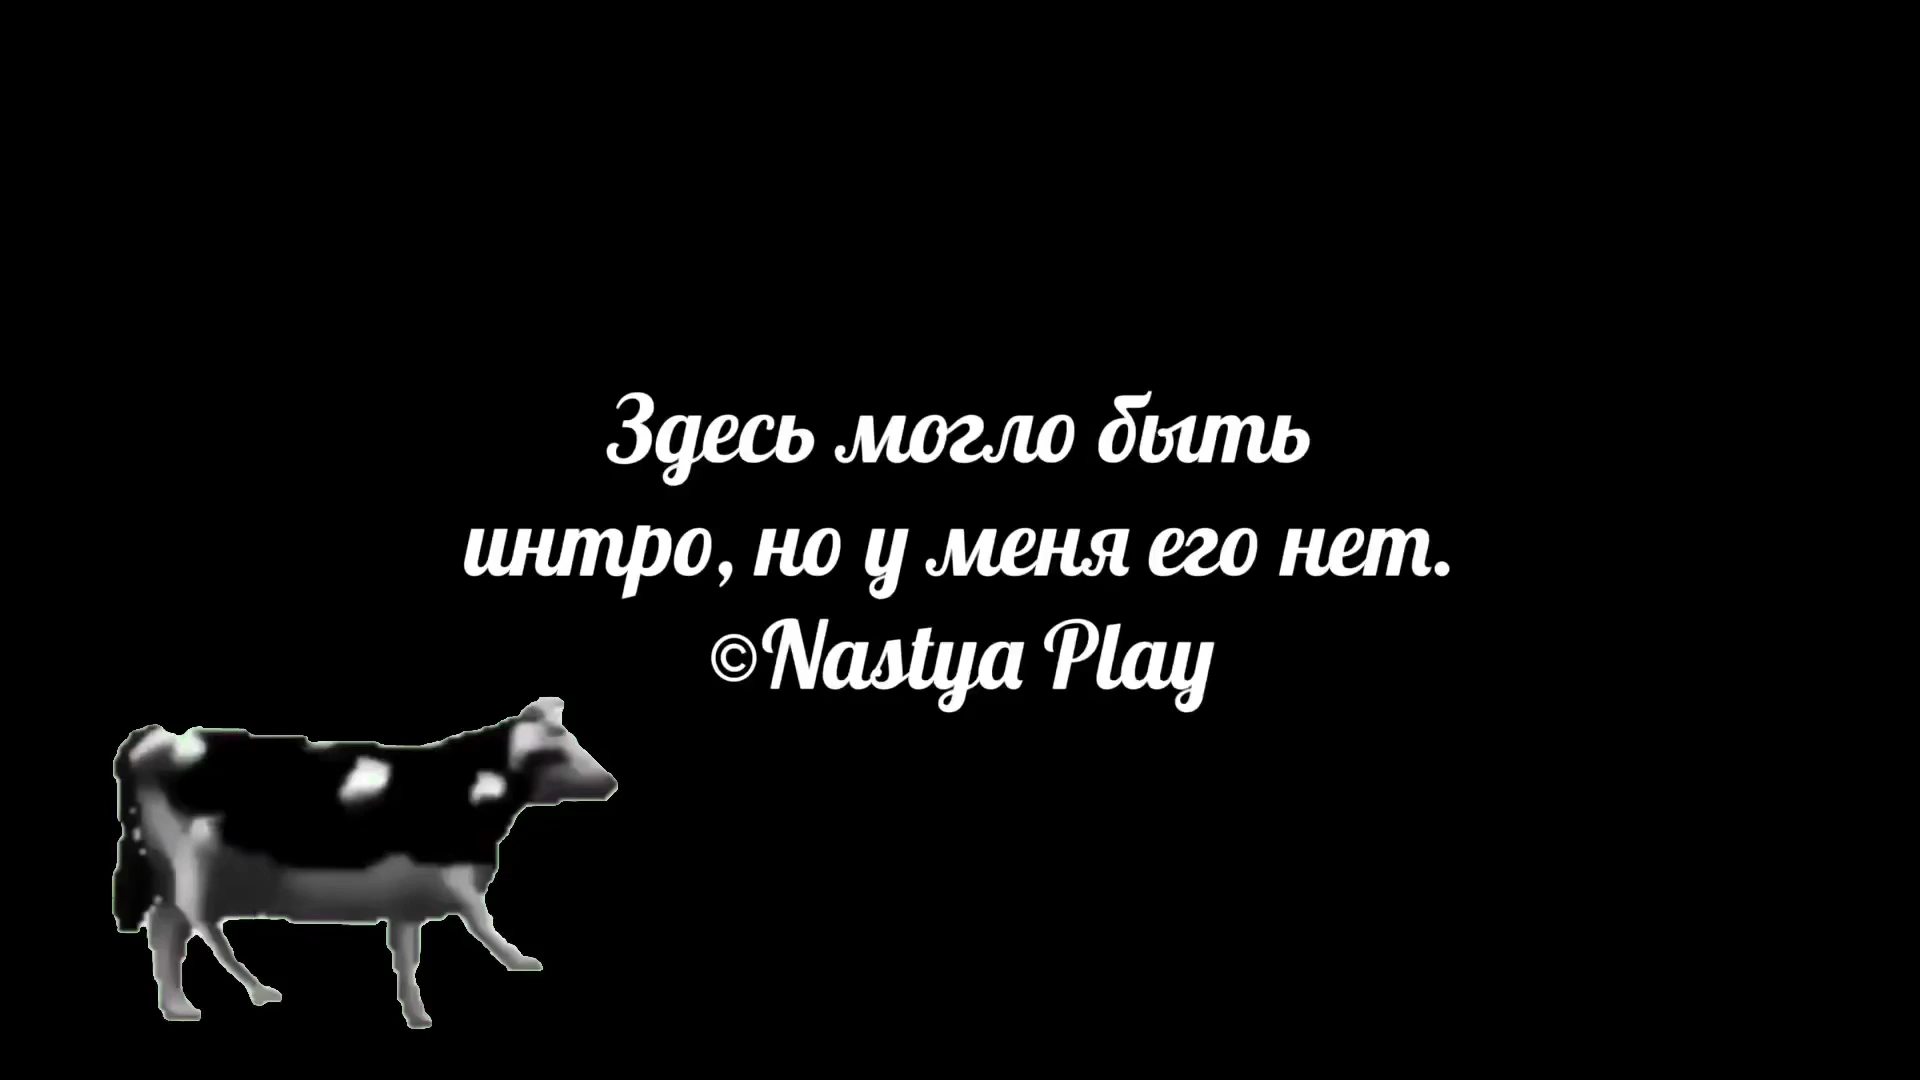 Здесь могло быть
интро, но у меня его нет.
©Nastya Play